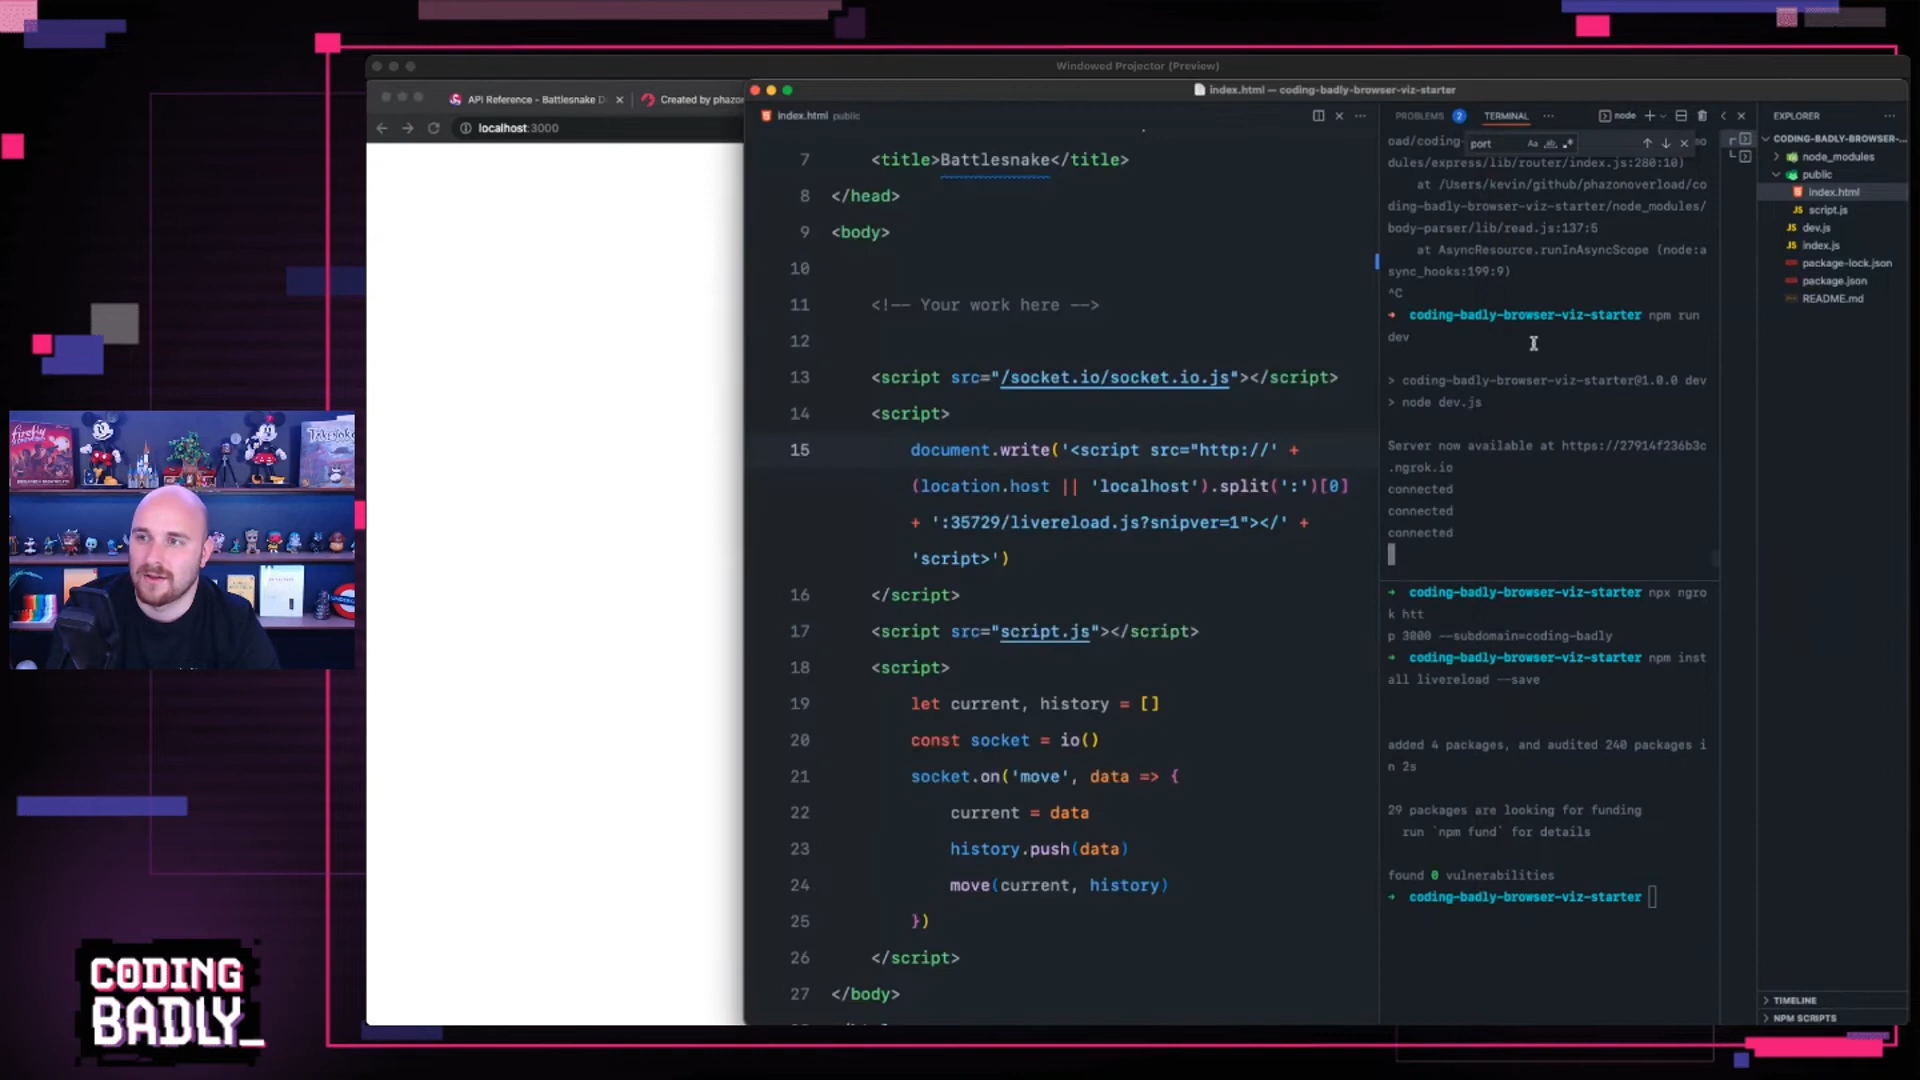 Windowed Projector (Preview)
API Reference - Battlesnake D
Created by phazon
localhost:3000
index.html — coding-badly-browser-viz-starter
index.html public
7 <title>Battlesnake</title>
8 </head>
9 <body>
10
11 <!-- Your work here -->
12
13 <script src="/socket.io/socket.io.js"></script>
14 <script>
15 document.write('<script src="http://' +
(location.host || 'localhost').split(':')[0]
+ ':35729/livereload.js?snipver=1"></' +
'script>')
16 </script>
17 <script src="script.js"></script>
18 <script>
19 let current, history = []
20 const socket = io()
21 socket.on('move', data => {
22 current = data
23 history.push(data)
24 move(current, history)
25 })
26 </script>
27 </body>
PROBLEMS 2 TERMINAL ··· node
port
oad/coding-
dules/express/lib/router/index.js:280:10)
at /Users/kevin/github/phazonoverload/co
ding-badly-browser-viz-starter/node_modules/
body-parser/lib/read.js:137:5
at AsyncResource.runInAsyncScope (node:a
sync_hooks:199:9)
^C
➜ coding-badly-browser-viz-starter npm run
dev
> coding-badly-browser-viz-starter@1.0.0 dev
> node dev.js
Server now available at https://27914f236b3c
.ngrok.io
connected
connected
connected
➜ coding-badly-browser-viz-starter npx ngro
k htt
p 3000 --subdomain=coding-badly
➜ coding-badly-browser-viz-starter npm inst
all livereload --save
added 4 packages, and audited 240 packages i
n 2s
29 packages are looking for funding
run `npm fund` for details
found 0 vulnerabilities
➜ coding-badly-browser-viz-starter
EXPLORER
CODING-BADLY-BROWSER-...
node_modules
public
index.html
script.js
dev.js
index.js
package-lock.json
package.json
README.md
TIMELINE
NPM SCRIPTS
firefly
Takenoko
UNDERGR
CODING
BADLY_